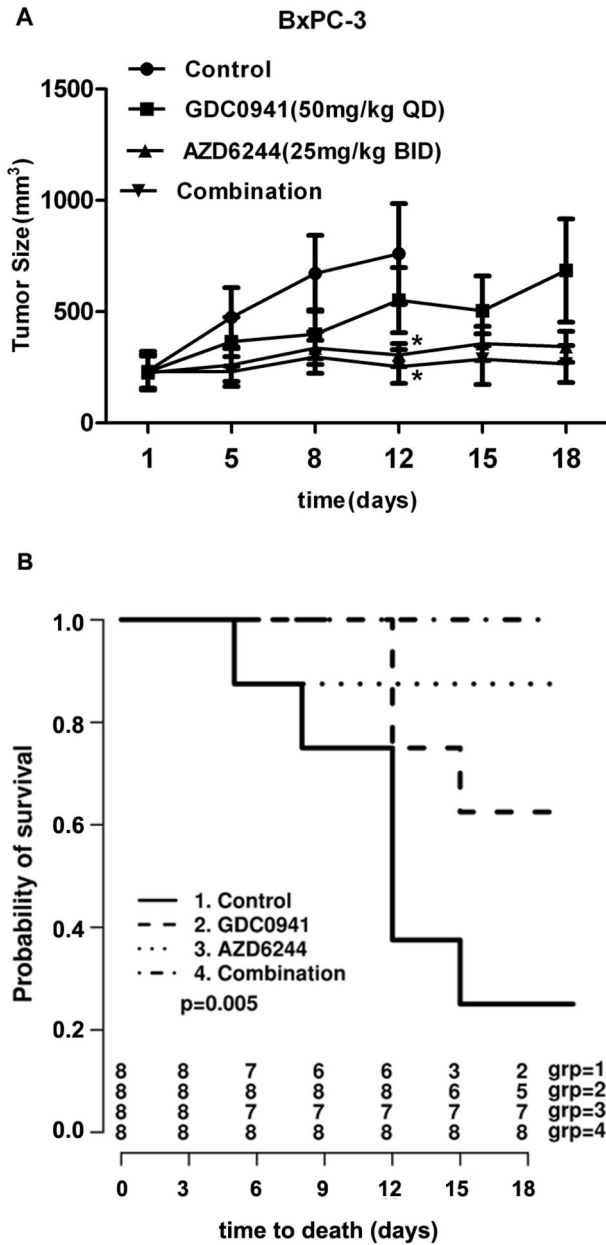 A
BxPC-3
Control
GDC0941(50mg/kg QD)
AZD6244(25mg/kg BID)
Combination
Tumor Size(mm³)
1500
1000
500
0
*
*
1 5 8 12 15 18
time(days)
B
Probability of survival
1.0
0.8
0.6
0.4
0.2
0.0
1. Control
2. GDC0941
3. AZD6244
4. Combination
p=0.005
8 8 7 6 6 3 2 grp=1
8 8 8 8 8 6 5 grp=2
8 8 7 7 7 7 7 grp=3
8 8 8 8 8 8 8 grp=4
0 3 6 9 12 15 18
time to death (days)